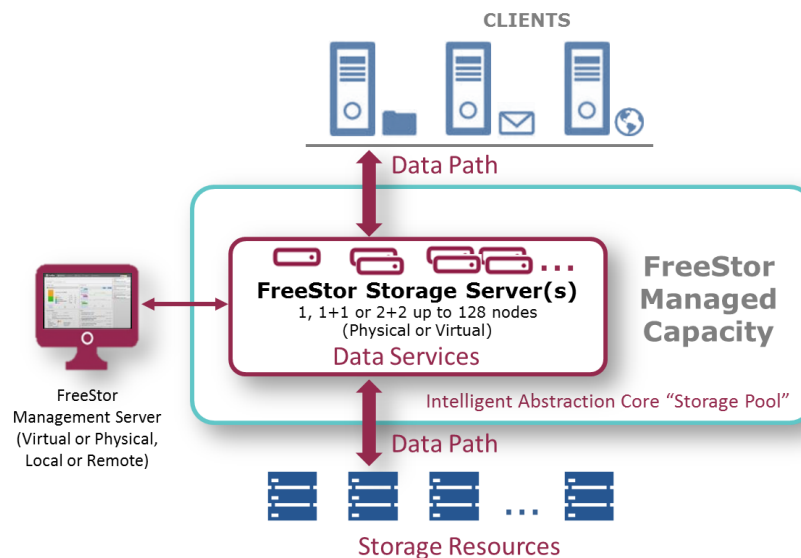 CLIENTS
Data Path
FreeStor
Managed
Capacity
...
FreeStor Storage Server(s)
1, 1+1 or 2+2 up to 128 nodes
(Physical or Virtual)
Data Services
Intelligent Abstraction Core “Storage Pool”
FreeStor
Management Server
(Virtual or Physical,
Local or Remote)
Data Path
...
Storage Resources